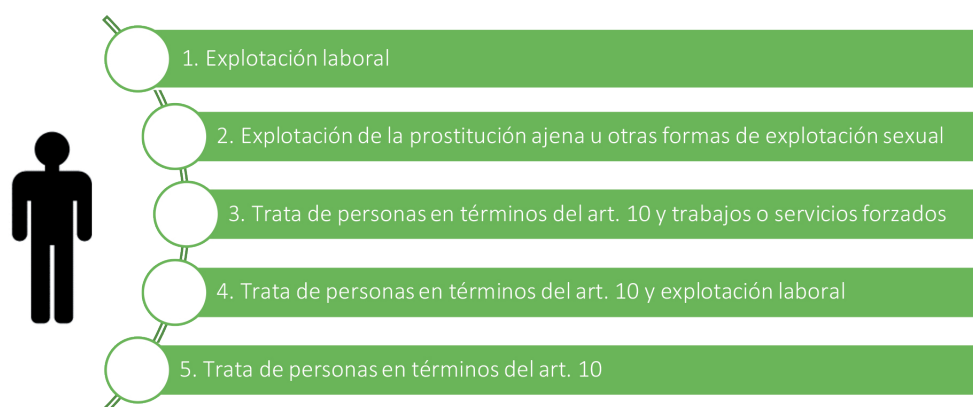 1. Explotación laboral
2. Explotación de la prostitución ajena u otras formas de explotación sexual
3. Trata de personas en términos del art. 10 y trabajos o servicios forzados
4. Trata de personas en términos del art. 10 y explotación laboral
5. Trata de personas en términos del art. 10